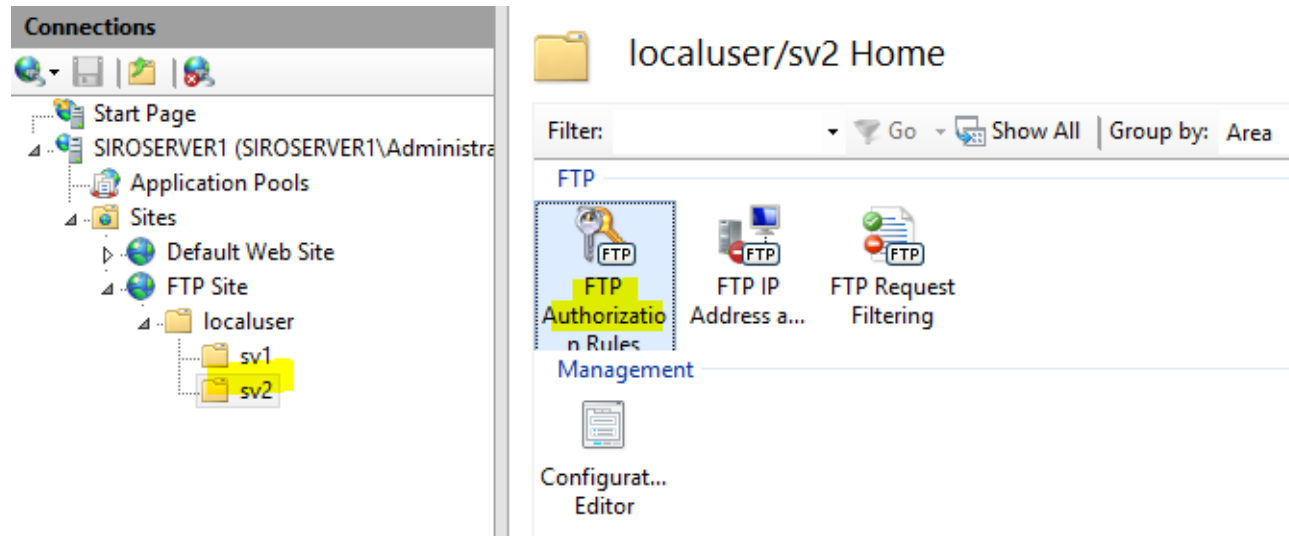 Connections
Start Page
SIROSERVER1 (SIROSERVER1\Administra
Application Pools
Sites
Default Web Site
FTP Site
localuser
sv1
sv2
localuser/sv2 Home
Filter:
Go
Show All
Group by:
Area
FTP
FTP
FTP
FTP
FTP
Authorizatio
n Rules
FTP IP
Address a...
FTP Request
Filtering
Management
Configurat...
Editor